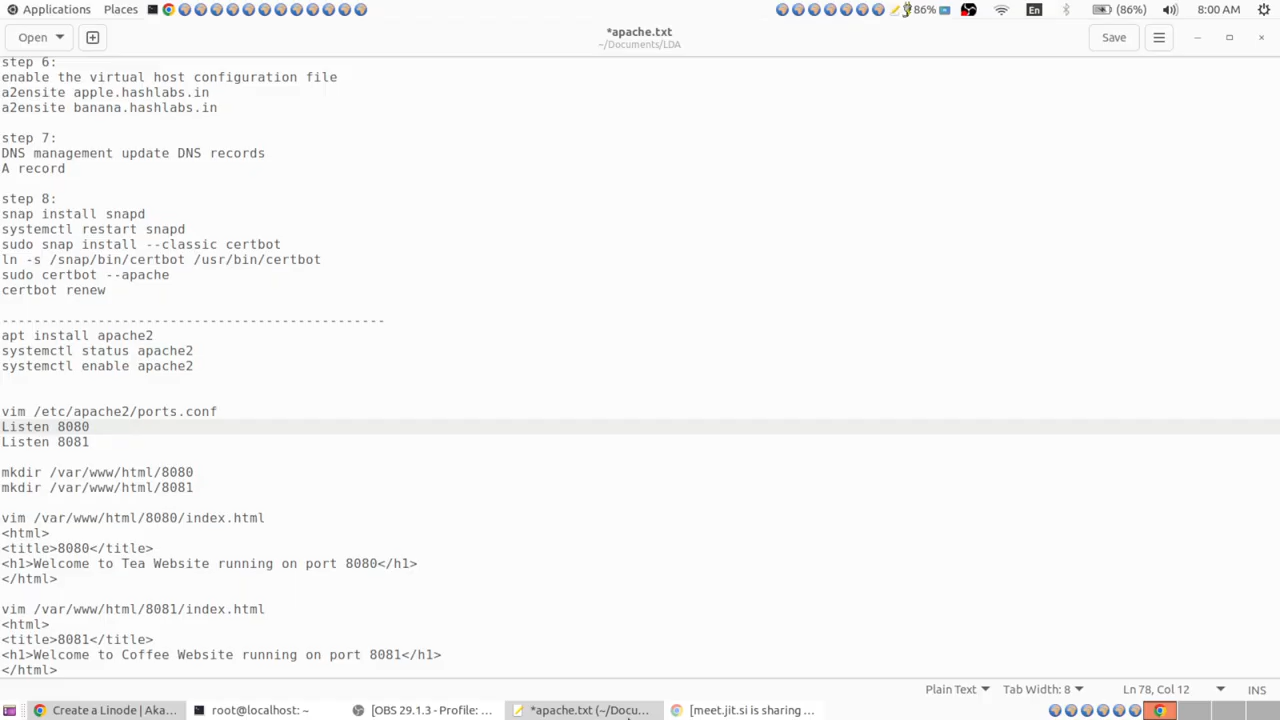 Applications Places 86% En (86%) 8:00 AM
Open *apache.txt Save
~/Documents/LDA
step 6:
enable the virtual host configuration file
a2ensite apple.hashlabs.in
a2ensite banana.hashlabs.in
step 7:
DNS management update DNS records
A record
step 8:
snap install snapd
systemctl restart snapd
sudo snap install --classic certbot
ln -s /snap/bin/certbot /usr/bin/certbot
sudo certbot --apache
certbot renew
------------------------------------------------
apt install apache2
systemctl status apache2
systemctl enable apache2
vim /etc/apache2/ports.conf
Listen 8080
Listen 8081
mkdir /var/www/html/8080
mkdir /var/www/html/8081
vim /var/www/html/8080/index.html
<html>
<title>8080</title>
<h1>Welcome to Tea Website running on port 8080</h1>
</html>
vim /var/www/html/8081/index.html
<html>
<title>8081</title>
<h1>Welcome to Coffee Website running on port 8081</h1>
</html>
Plain Text Tab Width: 8 Ln 78, Col 12 INS
Create a Linode | Aka... root@localhost: ~ [OBS 29.1.3 - Profile: ... *apache.txt (~/Docu... [meet.jit.si is sharing ...